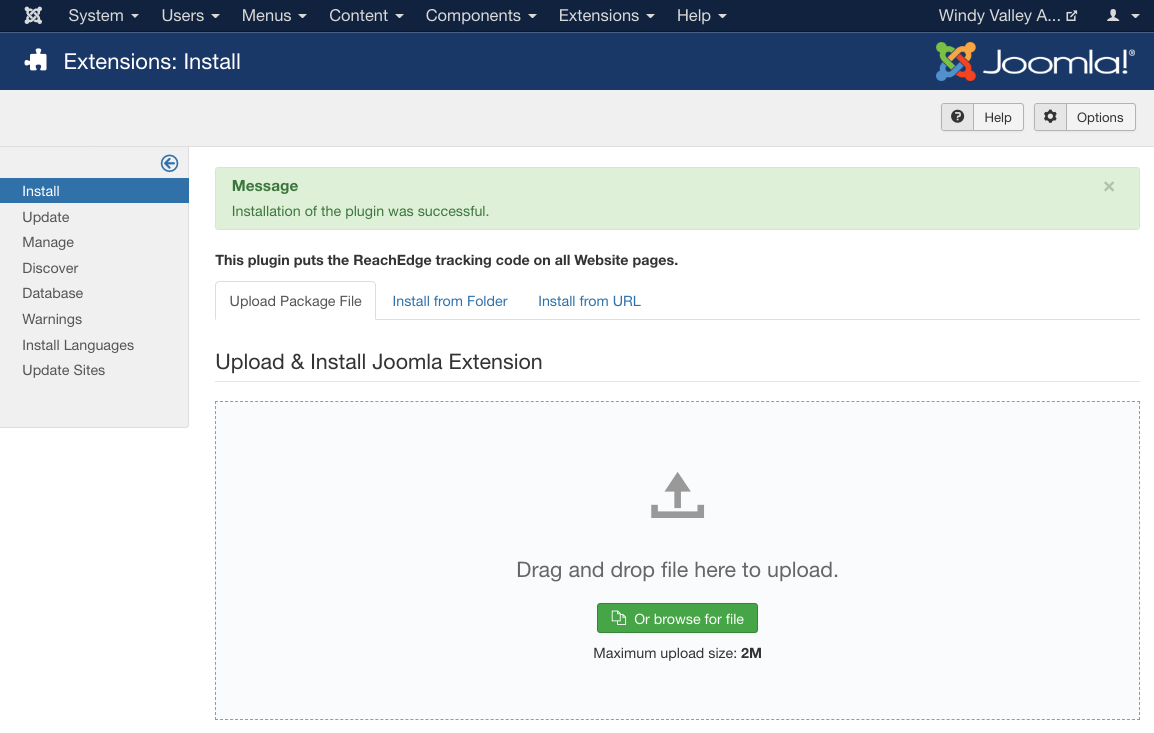 System Users Menus Content Components Extensions Help Windy Valley A...
Extensions: Install
Joomla!®
Help Options
Install
Update
Manage
Discover
Database
Warnings
Install Languages
Update Sites
Message ×
Installation of the plugin was successful.
This plugin puts the ReachEdge tracking code on all Website pages.
Upload Package File Install from Folder Install from URL
Upload & Install Joomla Extension
Drag and drop file here to upload.
Or browse for file
Maximum upload size: 2M